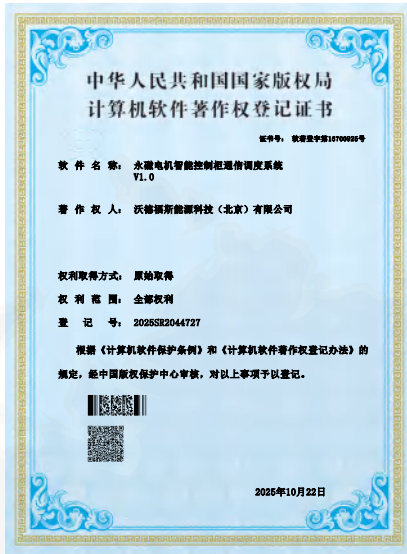 中华人民共和国国家版权局
计算机软件著作权登记证书
证书号： 软著登字第16700925号
软件名称： 永磁电机智能控制柜通信调度系统
V1.0
著作权人： 沃德福斯能源科技（北京）有限公司
权利取得方式： 原始取得
权利范围： 全部权利
登记号： 2025SR2044727
根据《计算机软件保护条例》和《计算机软件著作权登记办法》的
规定，经中国版权保护中心审核，对以上事项予以登记。
2025年10月22日